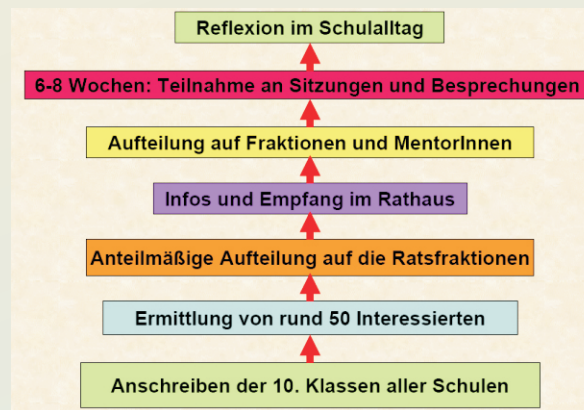 Reflexion im Schulalltag
6-8 Wochen: Teilnahme an Sitzungen und Besprechungen
Aufteilung auf Fraktionen und MentorInnen
Infos und Empfang im Rathaus
Anteilmäßige Aufteilung auf die Ratsfraktionen
Ermittlung von rund 50 Interessierten
Anschreiben der 10. Klassen aller Schulen